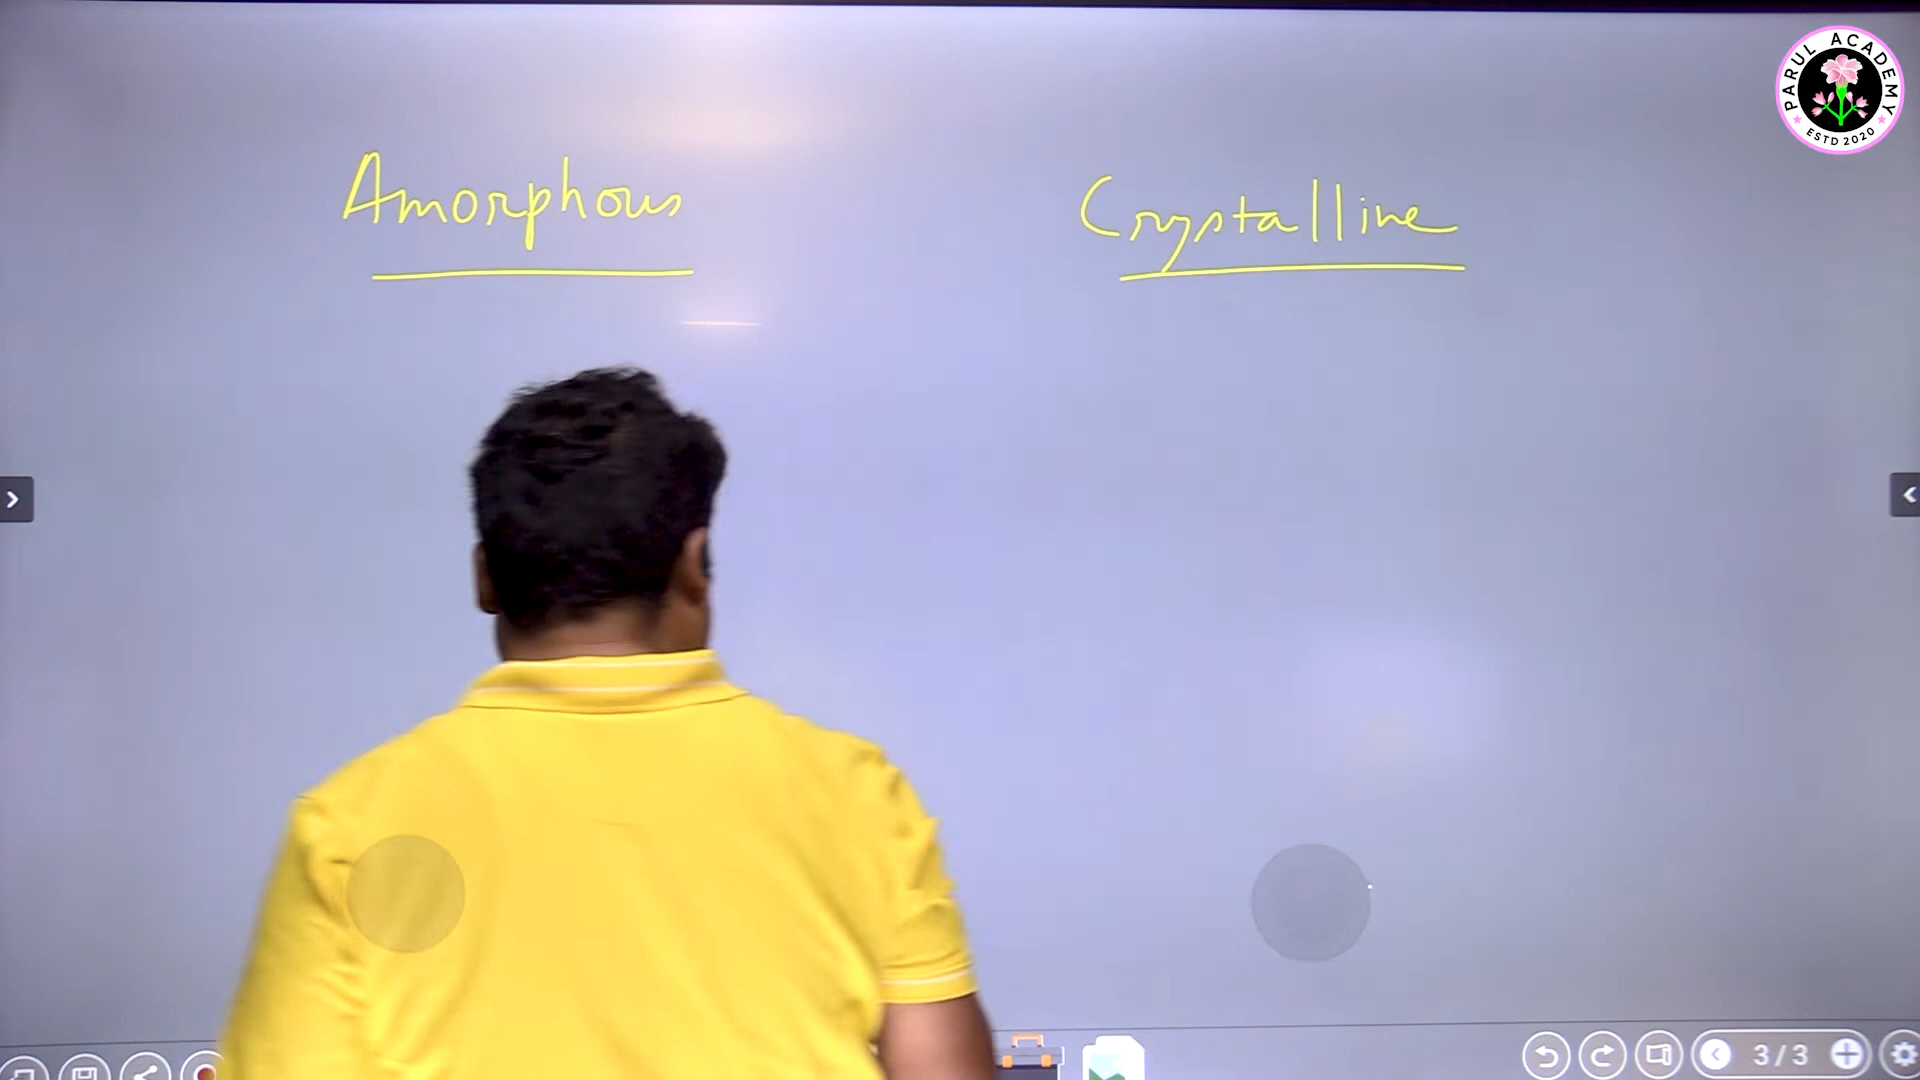 Amorphous
Crystalline
PARUL ACADEMY
ESTD 2020
3/3